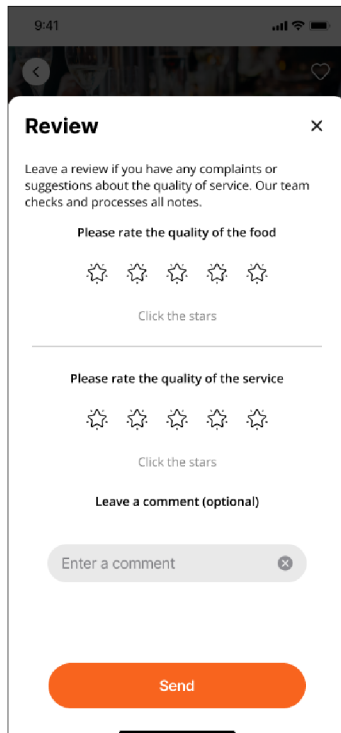 9:41
Review
Leave a review if you have any complaints or
suggestions about the quality of service. Our team
checks and processes all notes.
Please rate the quality of the food
Click the stars
Please rate the quality of the service
Click the stars
Leave a comment (optional)
Enter a comment
Send